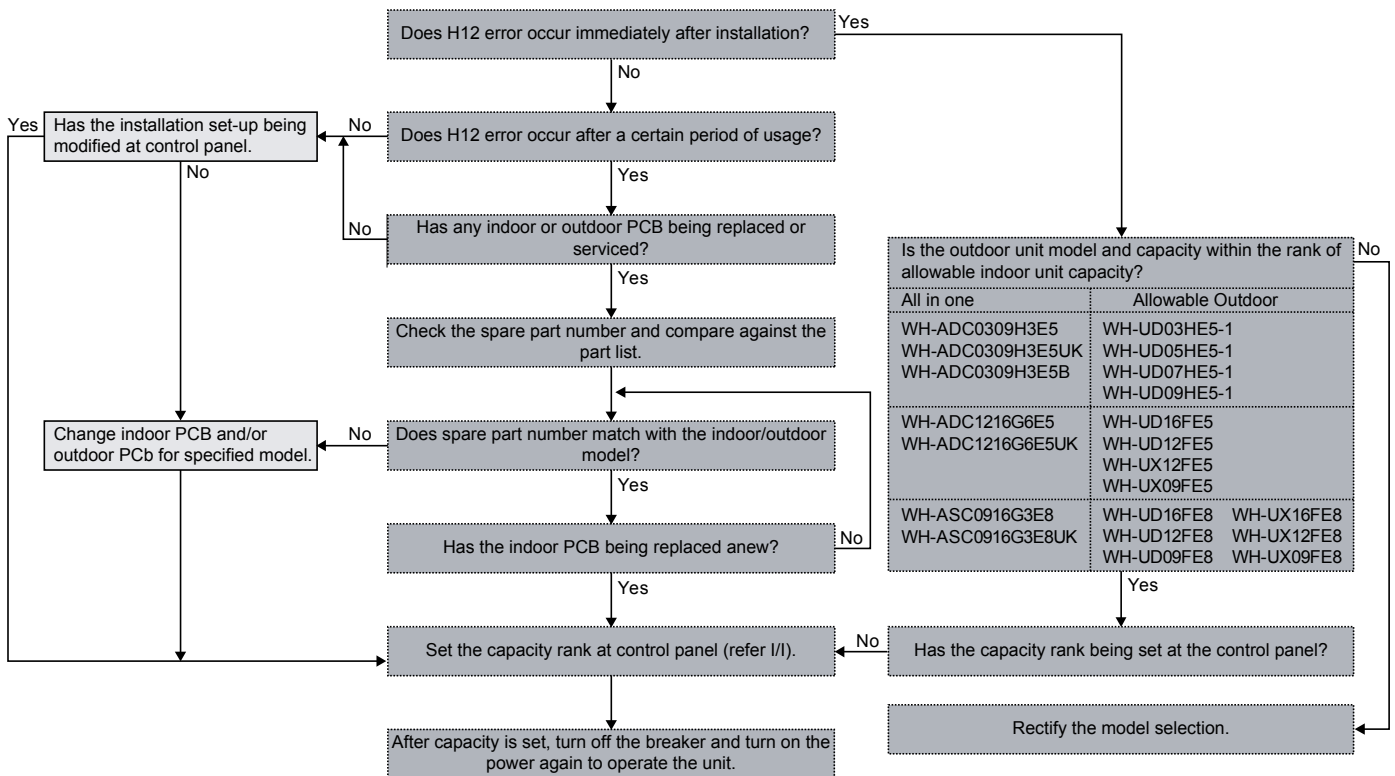 Does H12 error occur immediately after installation?
Yes
No
Does H12 error occur after a certain period of usage?
No
Yes
Has the installation set-up being
modified at control panel.
Yes
No
Has any indoor or outdoor PCB being replaced or
serviced?
No
Yes
Check the spare part number and compare against the
part list.
Does spare part number match with the indoor/outdoor
model?
No
Yes
Change indoor PCB and/or
outdoor PCb for specified model.
Has the indoor PCB being replaced anew?
No
Yes
Set the capacity rank at control panel (refer I/I).
After capacity is set, turn off the breaker and turn on the
power again to operate the unit.
Is the outdoor unit model and capacity within the rank of
allowable indoor unit capacity?
No
All in one Allowable Outdoor
WH-ADC0309H3E5 WH-UD03HE5-1
WH-ADC0309H3E5UK WH-UD05HE5-1
WH-ADC0309H3E5B WH-UD07HE5-1
WH-UD09HE5-1
WH-ADC1216G6E5 WH-UD16FE5
WH-ADC1216G6E5UK WH-UD12FE5
WH-UX12FE5
WH-UX09FE5
WH-ASC0916G3E8 WH-UD16FE8 WH-UX16FE8
WH-ASC0916G3E8UK WH-UD12FE8 WH-UX12FE8
WH-UD09FE8 WH-UX09FE8
Yes
Has the capacity rank being set at the control panel?
No
Rectify the model selection.